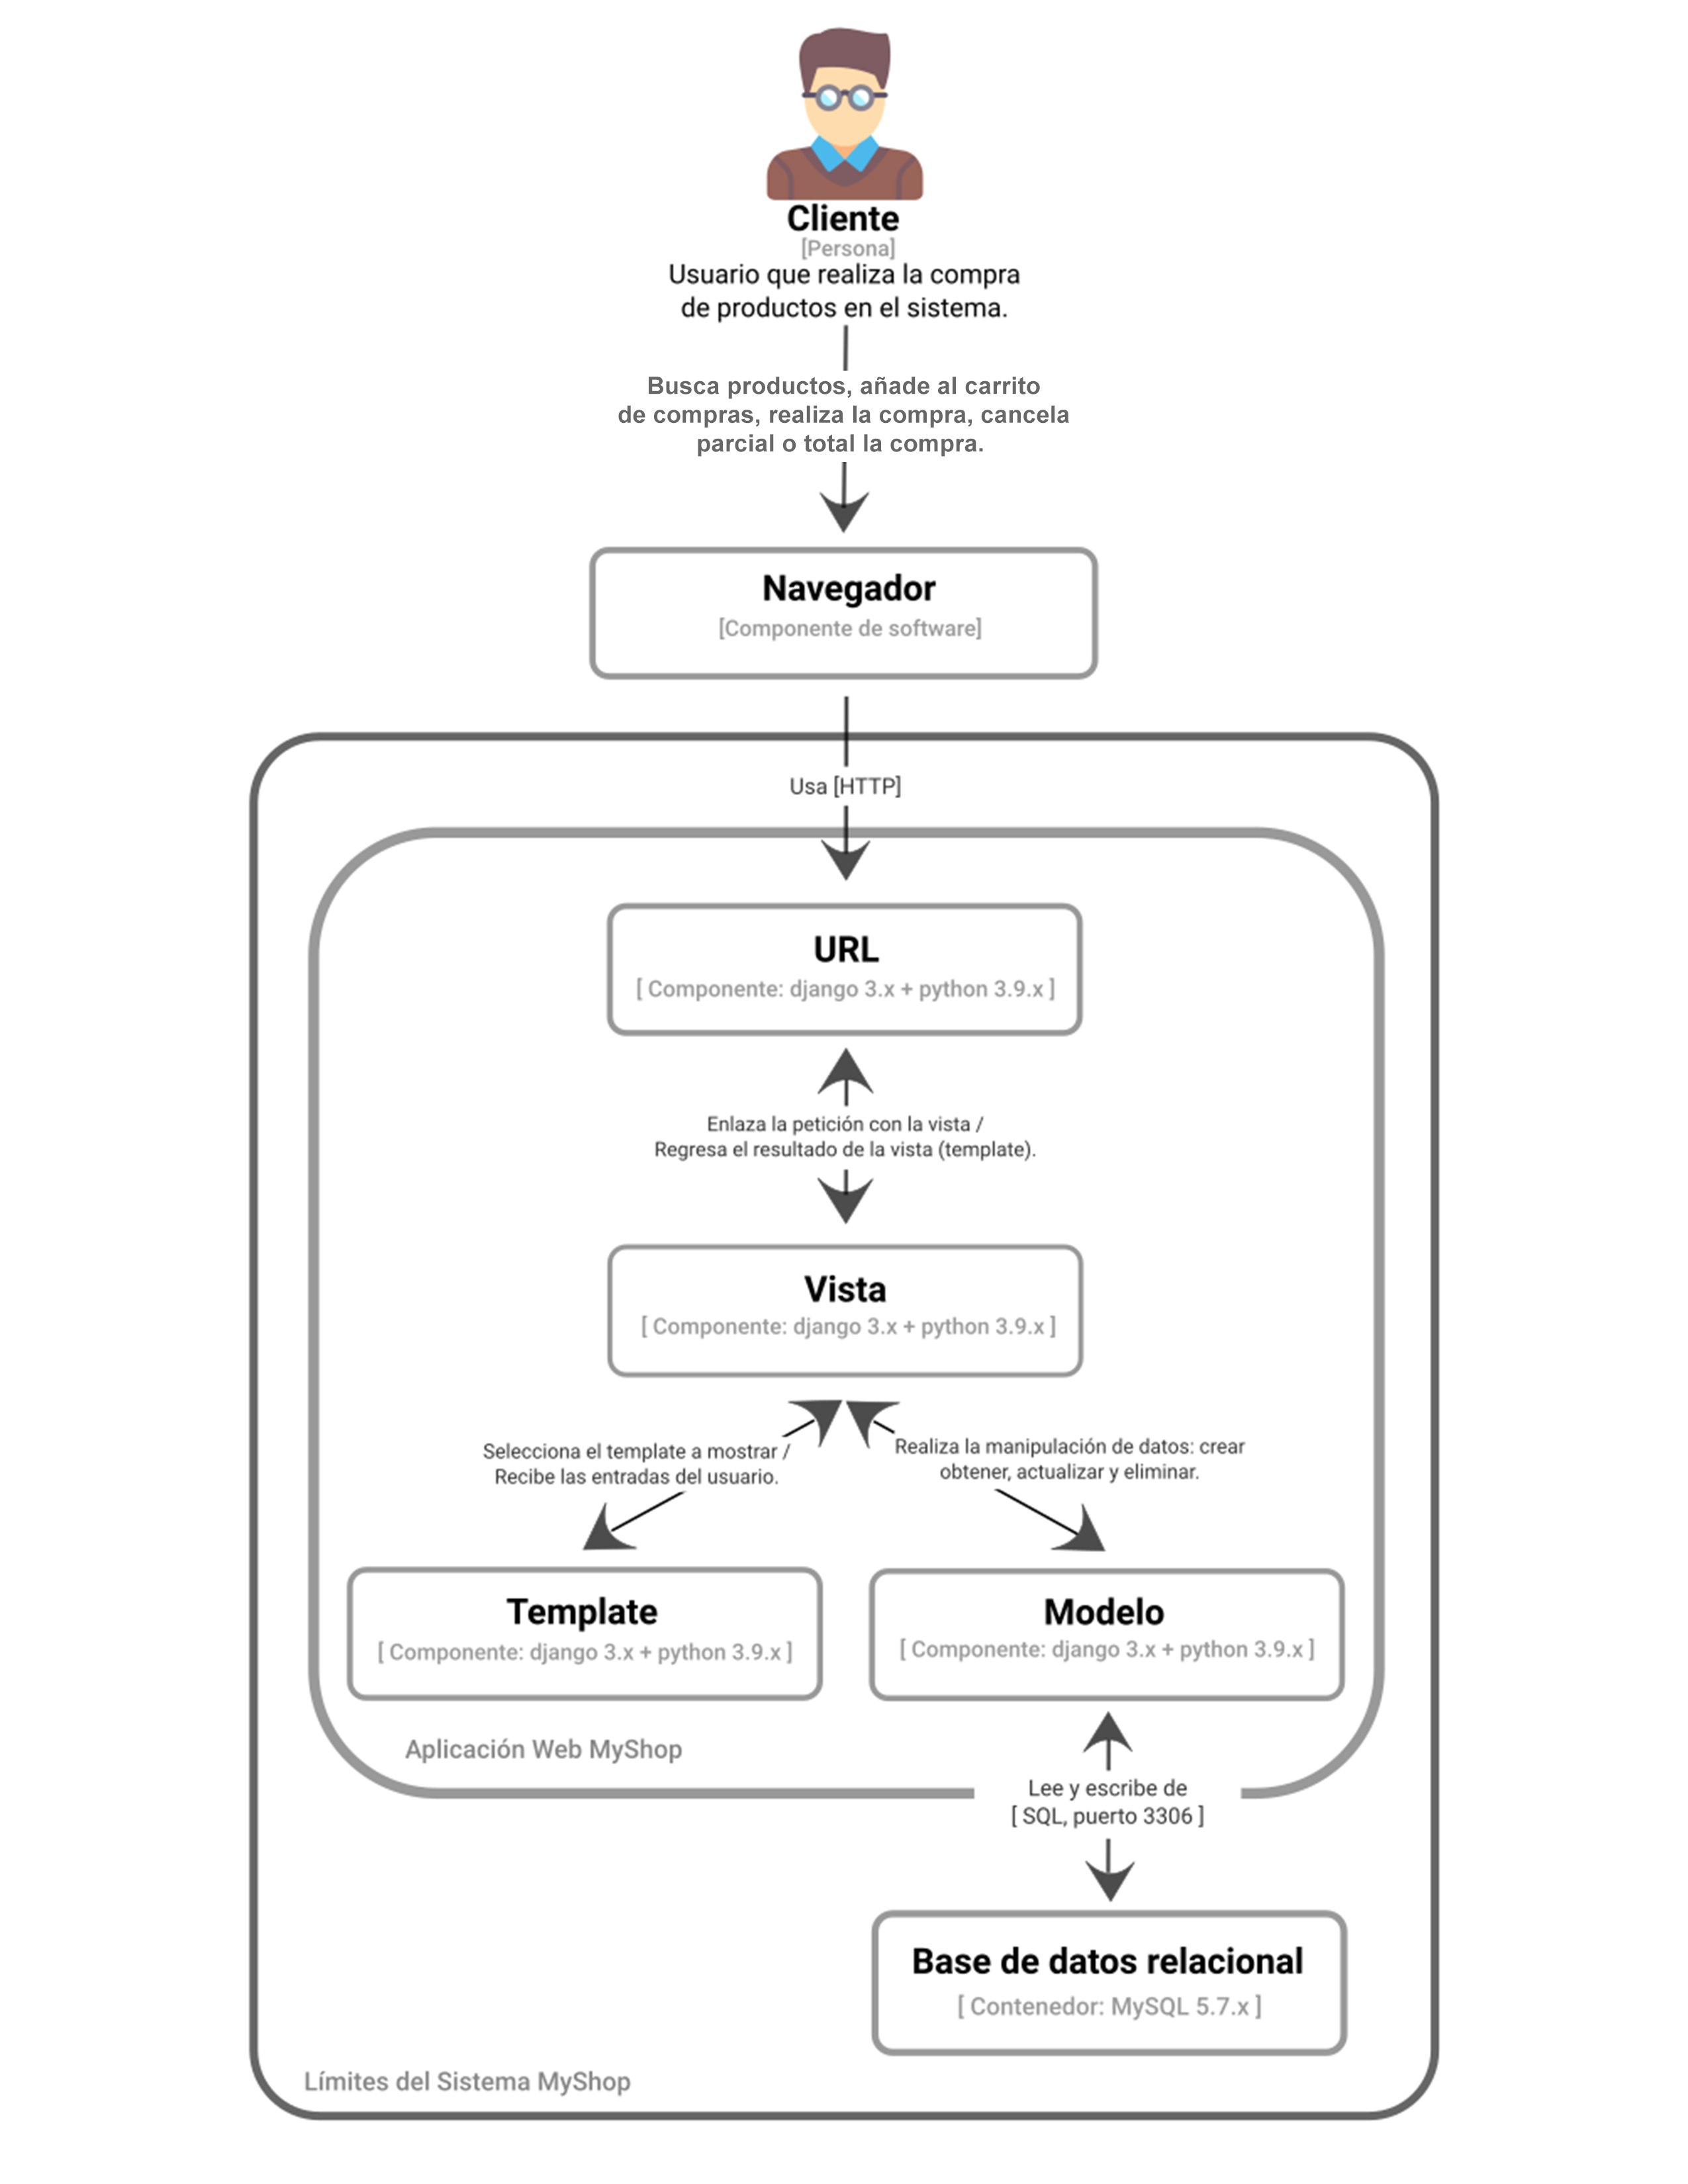 Cliente
[Persona]
Usuario que realiza la compra
de productos en el sistema.
Busca productos, añade al carrito
de compras, realiza la compra, cancela
parcial o total la compra.
Navegador
[Componente de software]
Usa [HTTP]
URL
[ Componente: django 3.x + python 3.9.x ]
Enlaza la petición con la vista /
Regresa el resultado de la vista (template).
Vista
[ Componente: django 3.x + python 3.9.x ]
Selecciona el template a mostrar /
Recibe las entradas del usuario.
Realiza la manipulación de datos: crear
obtener, actualizar y eliminar.
Template
[ Componente: django 3.x + python 3.9.x ]
Modelo
[ Componente: django 3.x + python 3.9.x ]
Aplicación Web MyShop
Lee y escribe de
[ SQL, puerto 3306 ]
Base de datos relacional
[ Contenedor: MySQL 5.7.x ]
Límites del Sistema MyShop